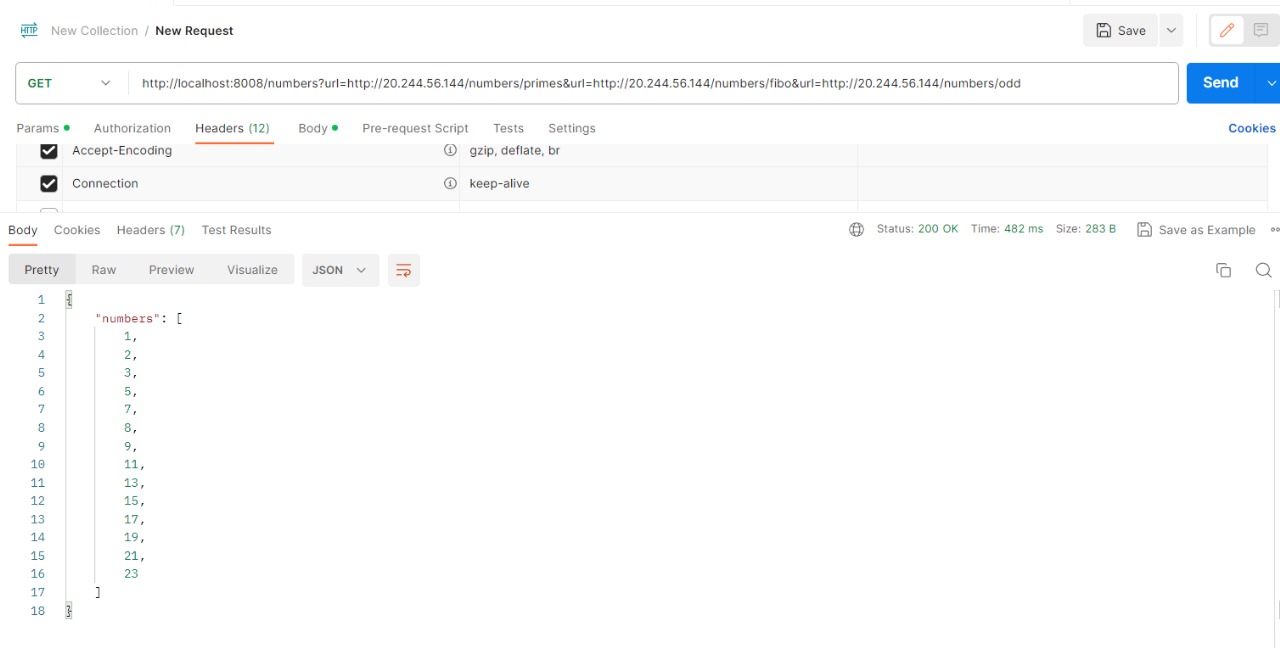 HTTP New Collection / New Request Save
GET http://localhost:8008/numbers?url=http://20.244.56.144/numbers/primes&url=http://20.244.56.144/numbers/fibo&url=http://20.244.56.144/numbers/odd Send
Params Authorization Headers (12) Body Pre-request Script Tests Settings Cookies
Accept-Encoding gzip, deflate, br
Connection keep-alive
Body Cookies Headers (7) Test Results Status: 200 OK Time: 482 ms Size: 283 B Save as Example
Pretty Raw Preview Visualize JSON
1 {
2 "numbers": [
3 1,
4 2,
5 3,
6 5,
7 7,
8 8,
9 9,
10 11,
11 13,
12 15,
13 17,
14 19,
15 21,
16 23
17 ]
18 }